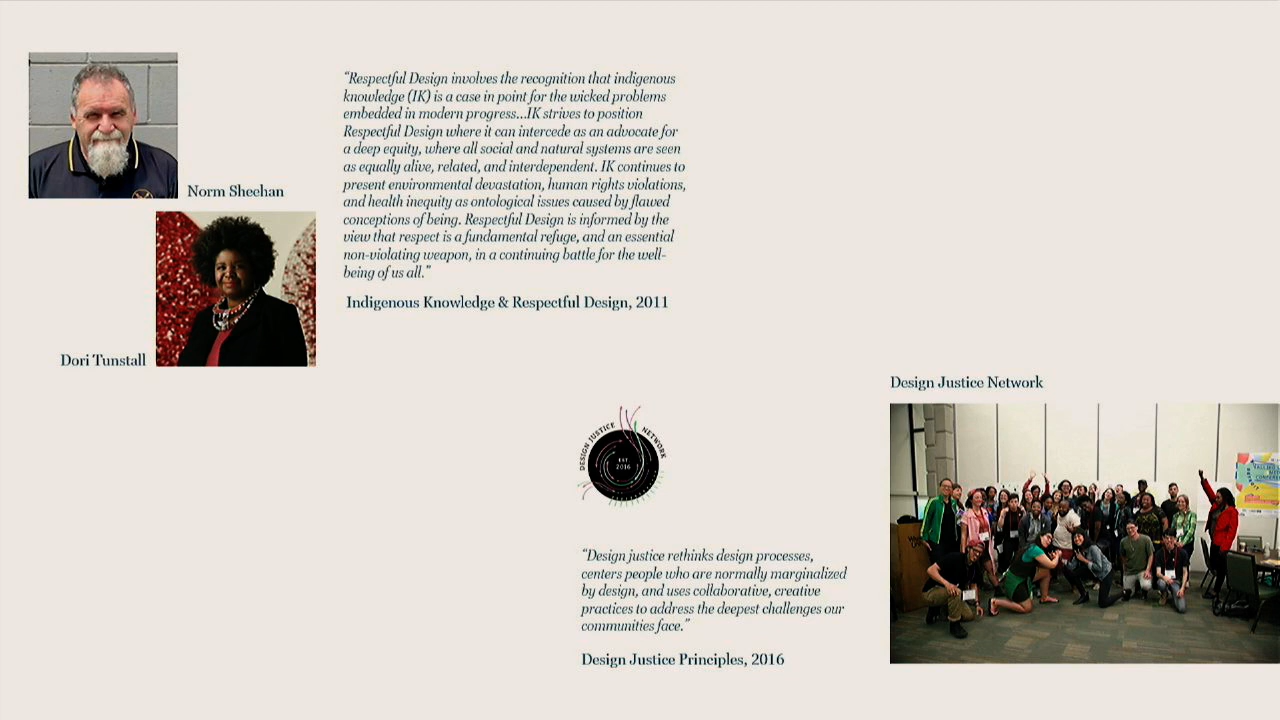 Norm Sheehan
Dori Tunstall
“Respectful Design involves the recognition that indigenous
knowledge (IK) is a case in point for the wicked problems
embedded in modern progress...IK strives to position
Respectful Design where it can intercede as an advocate for
a deep equity, where all social and natural systems are seen
as equally alive, related, and interdependent. IK continues to
present environmental devastation, human rights violations,
and health inequity as ontological issues caused by flawed
conceptions of being. Respectful Design is informed by the
view that respect is a fundamental refuge, and an essential
non-violating weapon, in a continuing battle for the well-
being of us all.”
Indigenous Knowledge & Respectful Design, 2011
DESIGN JUSTICE NETWORK
EST.
2016
“Design justice rethinks design processes,
centers people who are normally marginalized
by design, and uses collaborative, creative
practices to address the deepest challenges our
communities face.”
Design Justice Principles, 2016
Design Justice Network